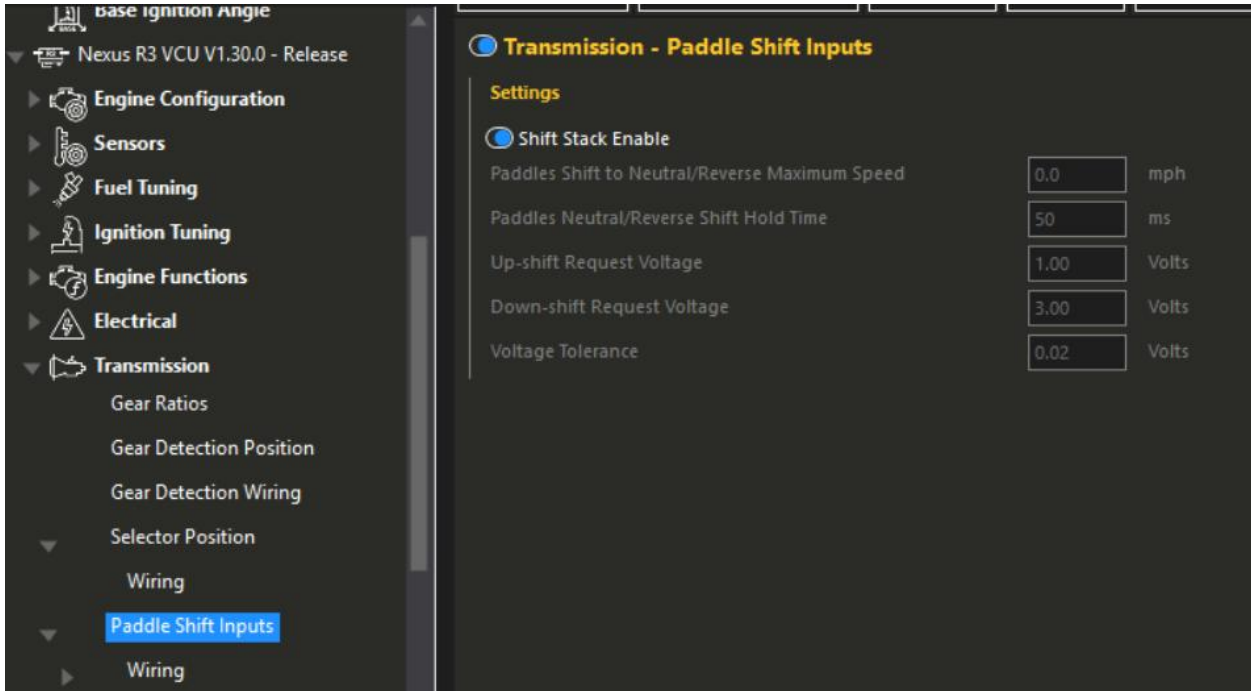 Base Ignition Angle
Nexus R3 VCU V1.30.0 - Release
Engine Configuration
Sensors
Fuel Tuning
Ignition Tuning
Engine Functions
Electrical
Transmission
Gear Ratios
Gear Detection Position
Gear Detection Wiring
Selector Position
Wiring
Paddle Shift Inputs
Wiring
Transmission - Paddle Shift Inputs
Settings
Shift Stack Enable
Paddles Shift to Neutral/Reverse Maximum Speed 0.0 mph
Paddles Neutral/Reverse Shift Hold Time 50 ms
Up-shift Request Voltage 1.00 Volts
Down-shift Request Voltage 3.00 Volts
Voltage Tolerance 0.02 Volts